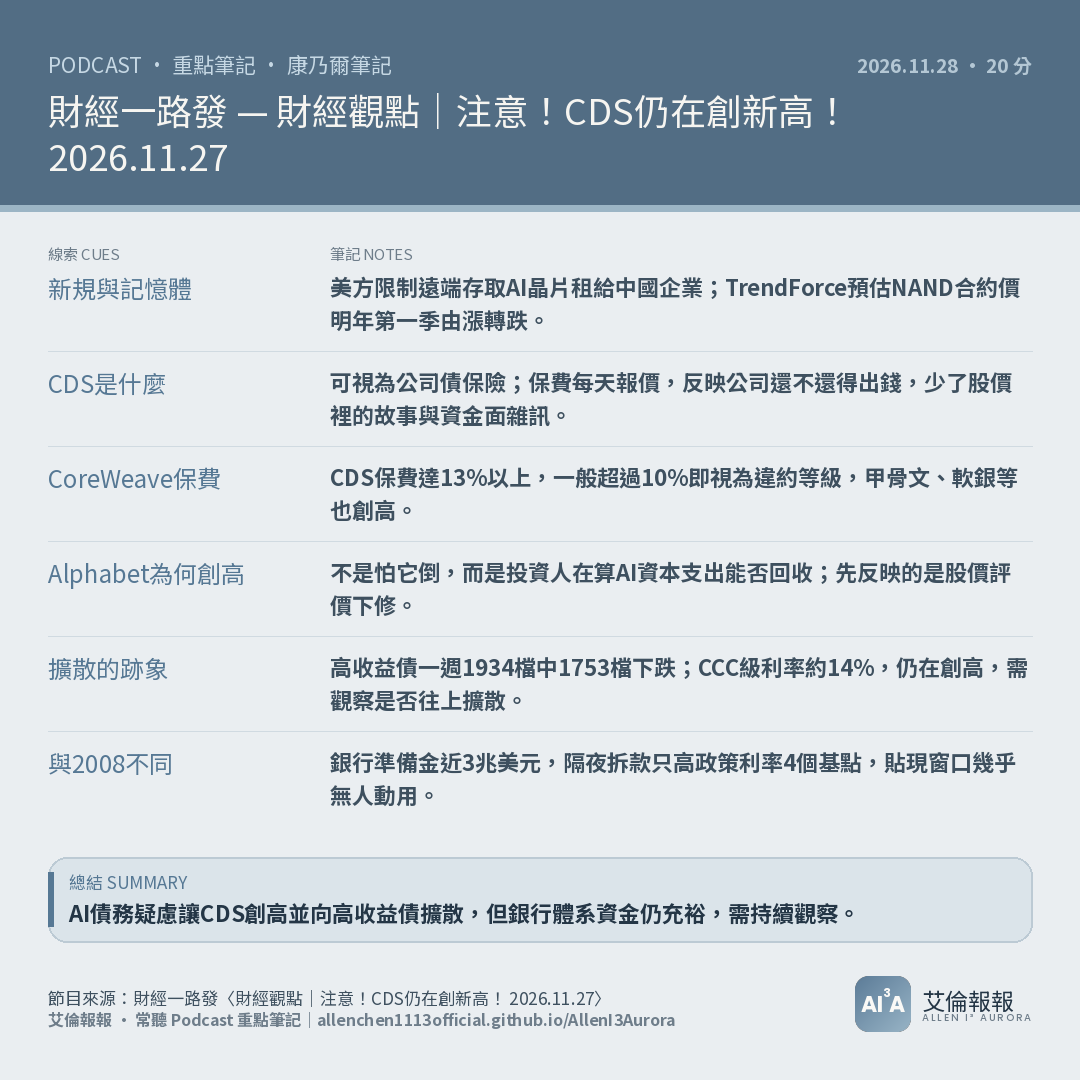 PODCAST ・ 重點筆記 ・ 康乃爾筆記
2026.11.28 ・ 20 分
財經一路發 — 財經觀點｜注意！CDS仍在創新高！
2026.11.27
線索 CUES
筆記 NOTES
新規與記憶體
美方限制遠端存取AI晶片租給中國企業；TrendForce預估NAND合約價
明年第一季由漲轉跌。
CDS是什麼
可視為公司債保險；保費每天報價，反映公司還不還得出錢，少了股價
裡的故事與資金面雜訊。
CoreWeave保費
CDS保費達13%以上，一般超過10%即視為違約等級，甲骨文、軟銀等
也創高。
Alphabet為何創高
不是怕它倒，而是投資人在算AI資本支出能否回收；先反映的是股價評
價下修。
擴散的跡象
高收益債一週1934檔中1753檔下跌；CCC級利率約14%，仍在創高，需
觀察是否往上擴散。
與2008不同
銀行準備金近3兆美元，隔夜拆款只高政策利率4個基點，貼現窗口幾乎
無人動用。
總結 SUMMARY
AI債務疑慮讓CDS創高並向高收益債擴散，但銀行體系資金仍充裕，需持續觀察。
節目來源：財經一路發〈財經觀點｜注意！CDS仍在創新高！ 2026.11.27〉
艾倫報報 ・ 常聽 Podcast 重點筆記｜allenchen1113official.github.io/AllenI3Aurora
AI³A
艾倫報報
ALLEN I³ AURORA